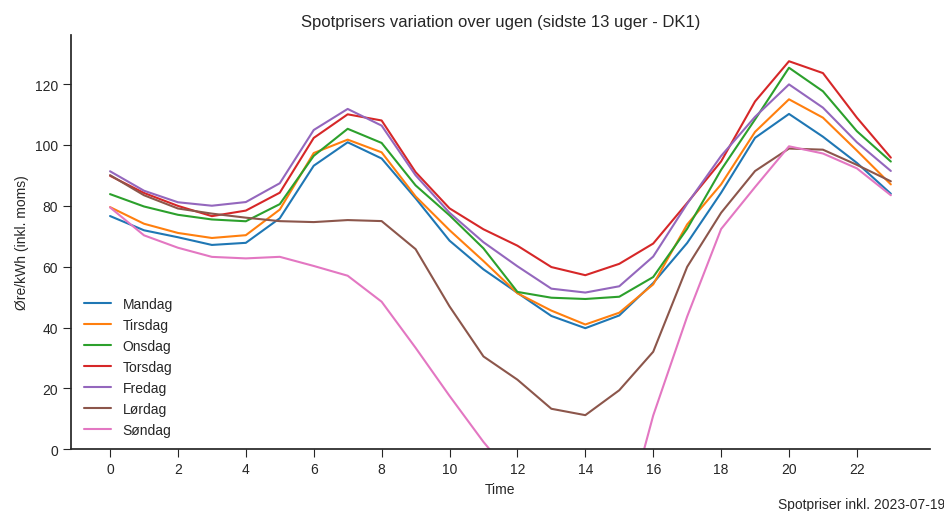 Spotprisers variation over ugen (sidste 13 uger - DK1)
Øre/kWh (inkl. moms)
120
100
80
60
40
20
0
Mandag
Tirsdag
Onsdag
Torsdag
Fredag
Lørdag
Søndag
0 2 4 6 8 10 12 14 16 18 20 22
Time
Spotpriser inkl. 2023-07-19